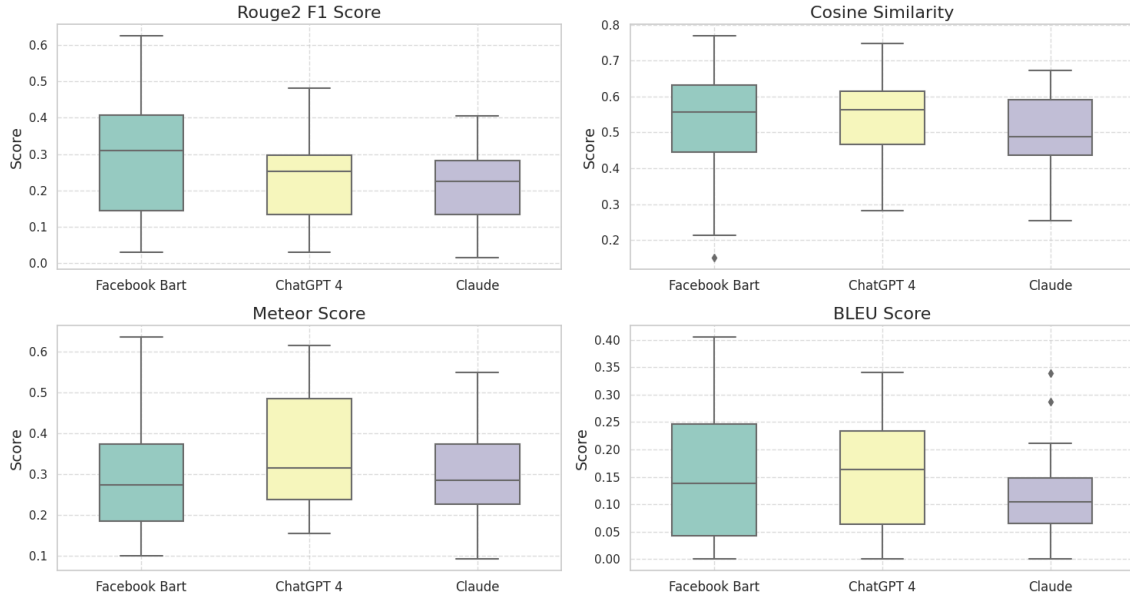 Rouge2 F1 Score
Score
0.6
0.5
0.4
0.3
0.2
0.1
0.0
Facebook Bart ChatGPT 4 Claude
Cosine Similarity
Score
0.8
0.7
0.6
0.5
0.4
0.3
0.2
Facebook Bart ChatGPT 4 Claude
Meteor Score
Score
0.6
0.5
0.4
0.3
0.2
0.1
Facebook Bart ChatGPT 4 Claude
BLEU Score
Score
0.40
0.35
0.30
0.25
0.20
0.15
0.10
0.05
0.00
Facebook Bart ChatGPT 4 Claude